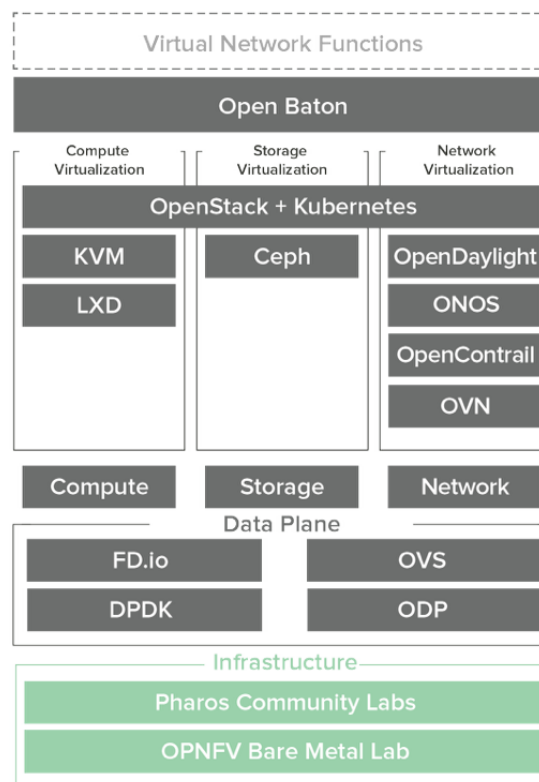 Virtual Network Functions
Open Baton
Compute
Virtualization
Storage
Virtualization
Network
Virtualization
OpenStack + Kubernetes
KVM
Ceph
OpenDaylight
LXD
ONOS
OpenContrail
OVN
Compute
Storage
Network
Data Plane
FD.io
OVS
DPDK
ODP
Infrastructure
Pharos Community Labs
OPNFV Bare Metal Lab